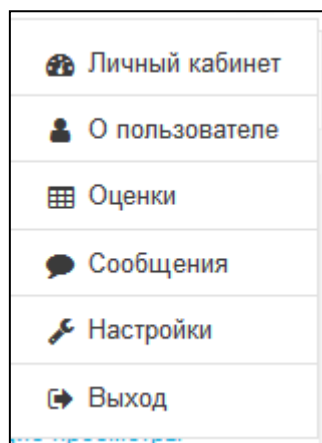 Личный кабинет
О пользователе
Оценки
Сообщения
Настройки
Выход